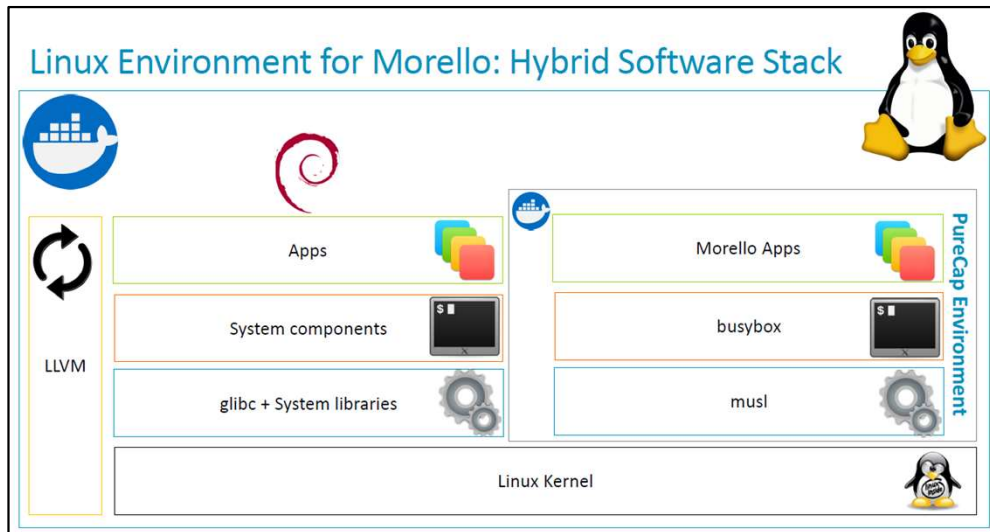 Linux Environment for Morello: Hybrid Software Stack
LLVM
Apps
System components
glibc + System libraries
Morello Apps
busybox
musl
PureCap Environment
Linux Kernel
$
$